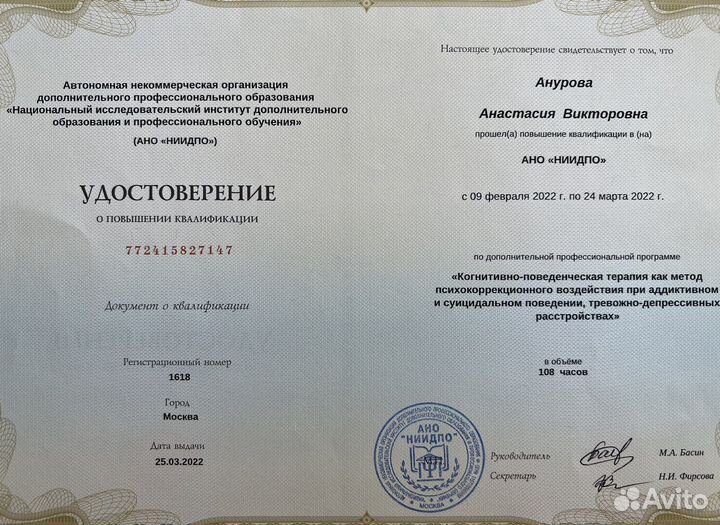 Автономная некоммерческая организация
дополнительного профессионального образования
«Национальный исследовательский институт дополнительного
образования и профессионального обучения»
(АНО «НИИДПО»)
УДОСТОВЕРЕНИЕ
О ПОВЫШЕНИИ КВАЛИФИКАЦИИ
772415827147
Документ о квалификации
Регистрационный номер
1618
Город
Москва
Дата выдачи
25.03.2022
Настоящее удостоверение свидетельствует о том, что
Анурова
Анастасия Викторовна
прошел(а) повышение квалификации в (на)
АНО «НИИДПО»
с 09 февраля 2022 г. по 24 марта 2022 г.
по дополнительной профессиональной программе
«Когнитивно-поведенческая терапия как метод
психокоррекционного воздействия при аддиктивном
и суицидальном поведении, тревожно-депрессивных
расстройствах»
в объёме
108 часов
АНО
"НИИДПО"
МОСКВА
Руководитель
М.А. Басин
Секретарь
Н.И. Фирсова
Avito